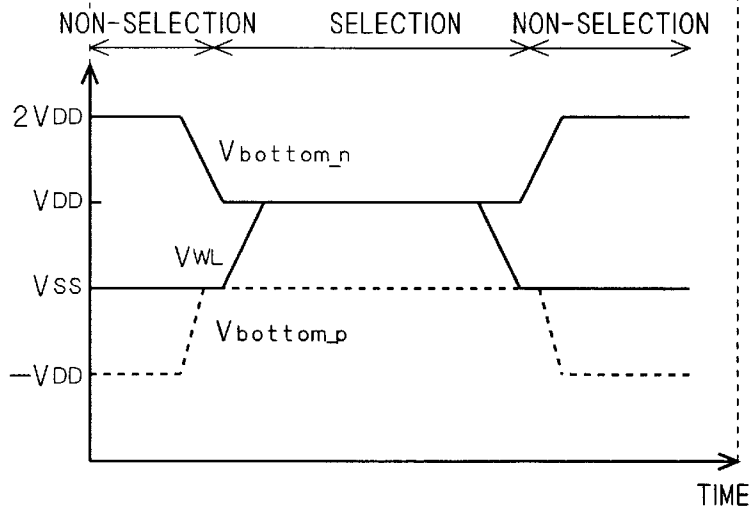 NON-SELECTION SELECTION NON-SELECTION
2VDD
Vbottom_n
VDD
VWL
VSS
Vbottom_p
-VDD
TIME